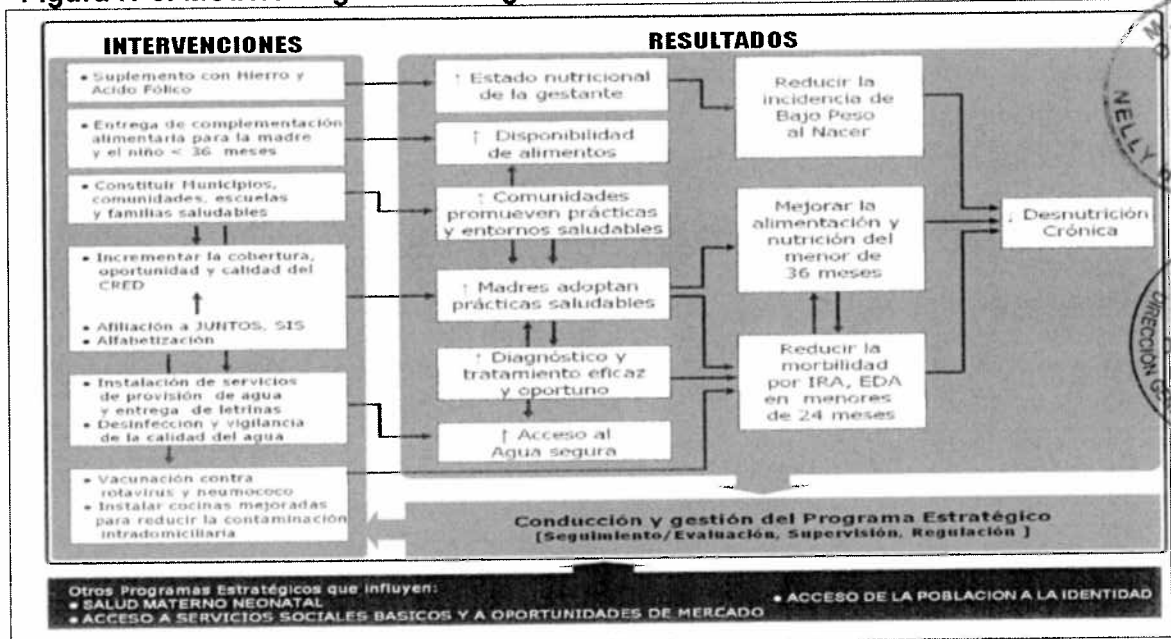 INTERVENCIONES
• Suplemento con Hierro y
Acido Fólico
• Entrega de complementación
alimentaria para la madre
y el niño < 36 meses
• Constituir Municipios,
comunidades, escuelas
y familias saludables
• Incrementar la cobertura,
oportunidad y calidad del
CRED
• Afiliación a JUNTOS, SIS
• Alfabetización
• Instalación de servicios
de provisión de agua
y entrega de letrinas
• Desinfección y vigilancia
de la calidad del agua
• Vacunación contra
rotavirus y neumococo
• Instalar cocinas mejoradas
para reducir la contaminación
intradomiciliaria
RESULTADOS
↑ Estado nutricional
de la gestante
↑ Disponibilidad
de alimentos
↑ Comunidades
promueven prácticas
y entornos saludables
↑ Madres adoptan
prácticas saludables
↑ Diagnóstico y
tratamiento eficaz
y oportuno
↑ Acceso al
Agua segura
Reducir la
incidencia de
Bajo Peso
al Nacer
Mejorar la
alimentación y
nutrición del
menor de
36 meses
Reducir la
morbilidad
por IRA, EDA
en menores
de 24 meses
↓ Desnutrición
Crónica
Conducción y gestión del Programa Estratégico
[Seguimiento/Evaluación, Supervisión, Regulación ]
Otros Programas Estratégicos que influyen:
• SALUD MATERNO NEONATAL
• ACCESO A SERVICIOS SOCIALES BASICOS Y A OPORTUNIDADES DE MERCADO
• ACCESO DE LA POBLACION A LA IDENTIDAD
NELLY
DIRECCIÓN